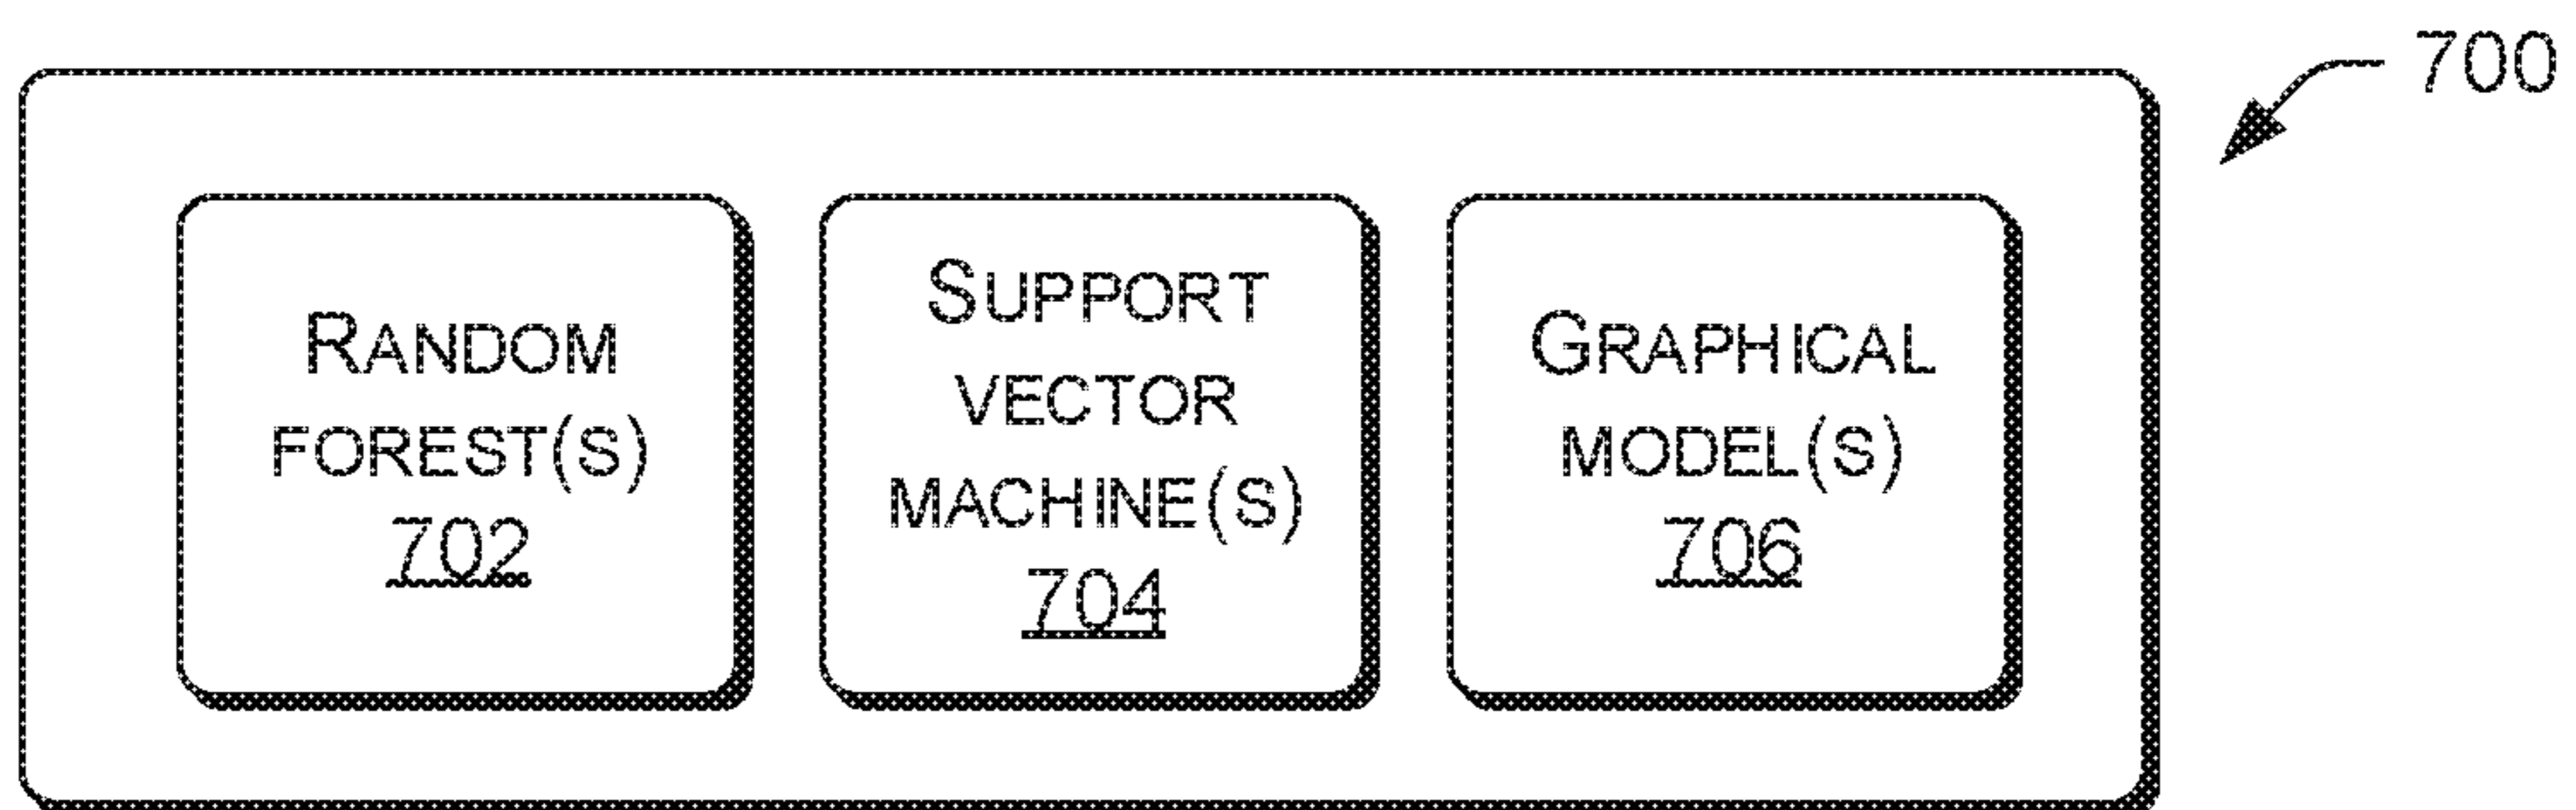 700
RANDOM
FOREST(S)
702
SUPPORT
VECTOR
MACHINE(S)
704
GRAPHICAL
MODEL(S)
706